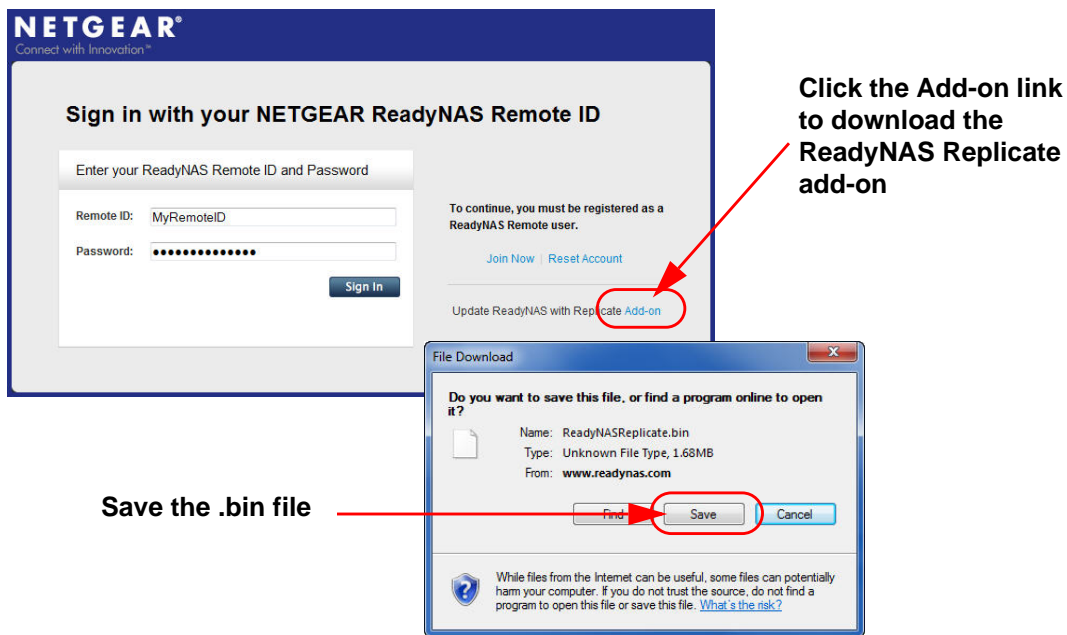 NETGEAR®
Connect with Innovation™
Sign in with your NETGEAR ReadyNAS Remote ID
Enter your ReadyNAS Remote ID and Password
Remote ID: MyRemoteID
Password: ••••••••••••••
Sign In
To continue, you must be registered as a
ReadyNAS Remote user.
Join Now | Reset Account
Update ReadyNAS with Replicate Add-on
Click the Add-on link
to download the
ReadyNAS Replicate
add-on
File Download
X
Do you want to save this file, or find a program online to open
it?
Name: ReadyNASReplicate.bin
Type: Unknown File Type, 1.68MB
From: www.readynas.com
Find
Save
Cancel
Save the .bin file
While files from the Internet can be useful, some files can potentially
harm your computer. If you do not trust the source, do not find a
program to open this file or save this file. What's the risk?